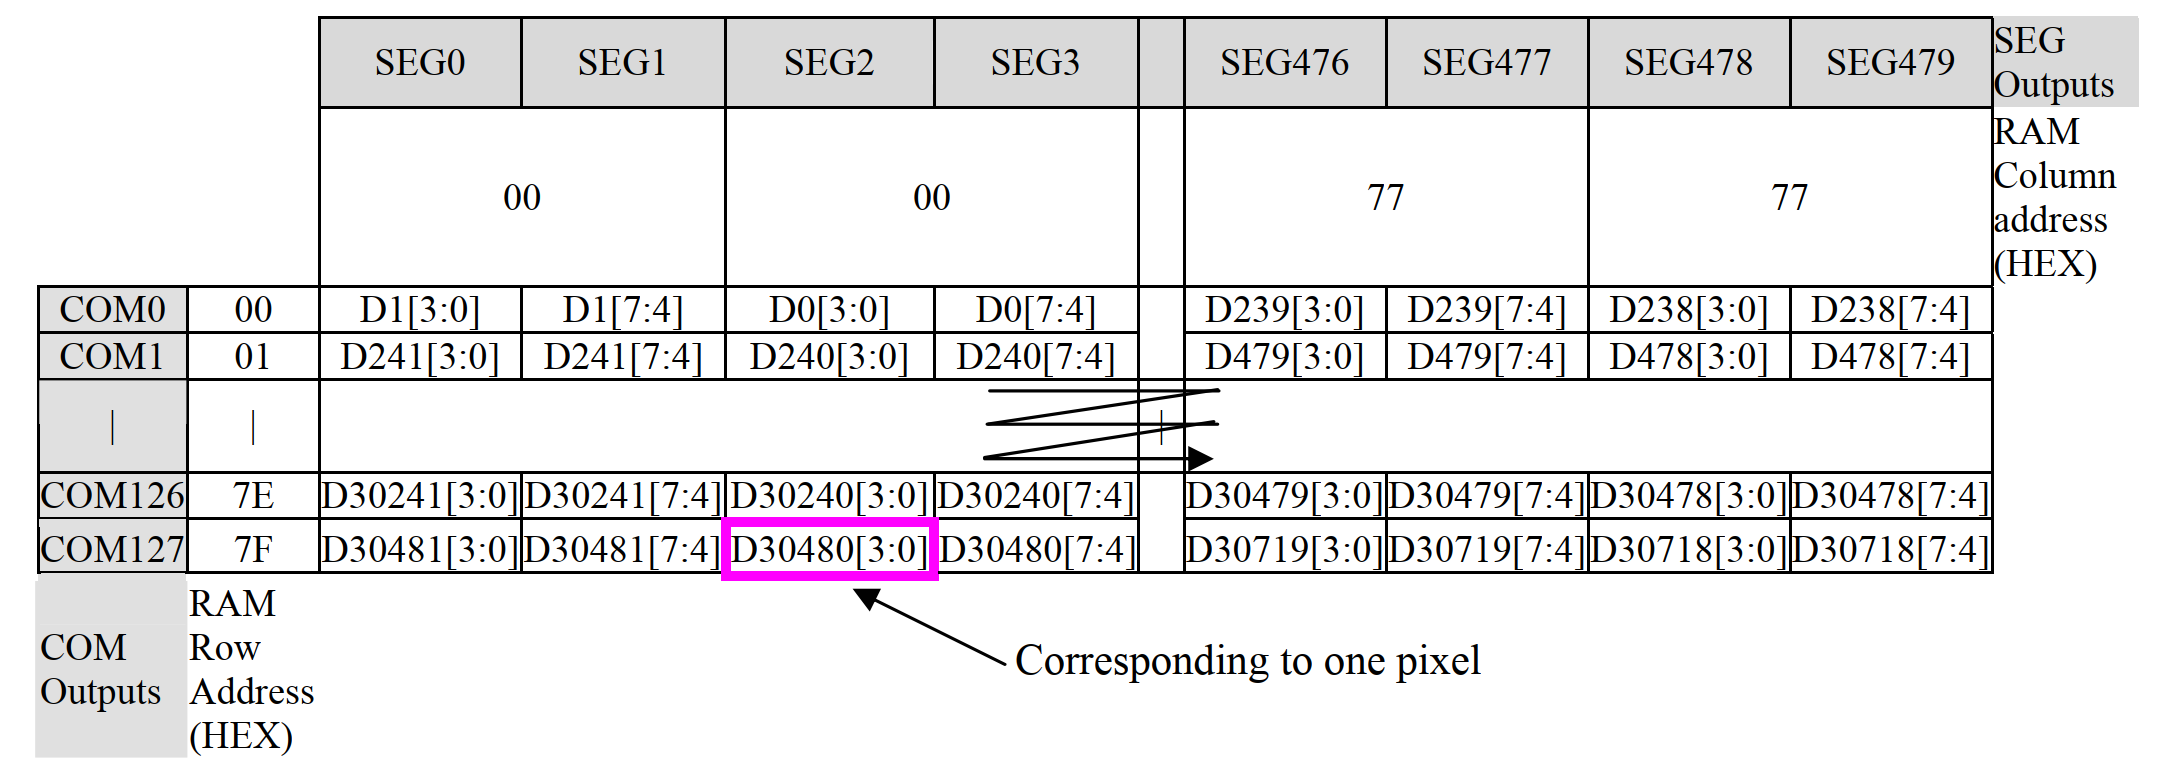 SEG0 SEG1 SEG2 SEG3 SEG476 SEG477 SEG478 SEG479 SEG
Outputs
00 00 77 77 RAM
Column
address
(HEX)
COM0 00 D1[3:0] D1[7:4] D0[3:0] D0[7:4] D239[3:0] D239[7:4] D238[3:0] D238[7:4]
COM1 01 D241[3:0] D241[7:4] D240[3:0] D240[7:4] D479[3:0] D479[7:4] D478[3:0] D478[7:4]
| | |
COM126 7E D30241[3:0] D30241[7:4] D30240[3:0] D30240[7:4] D30479[3:0] D30479[7:4] D30478[3:0] D30478[7:4]
COM127 7F D30481[3:0] D30481[7:4] D30480[3:0] D30480[7:4] D30719[3:0] D30719[7:4] D30718[3:0] D30718[7:4]
COM
Outputs
RAM
Row
Address
(HEX)
Corresponding to one pixel